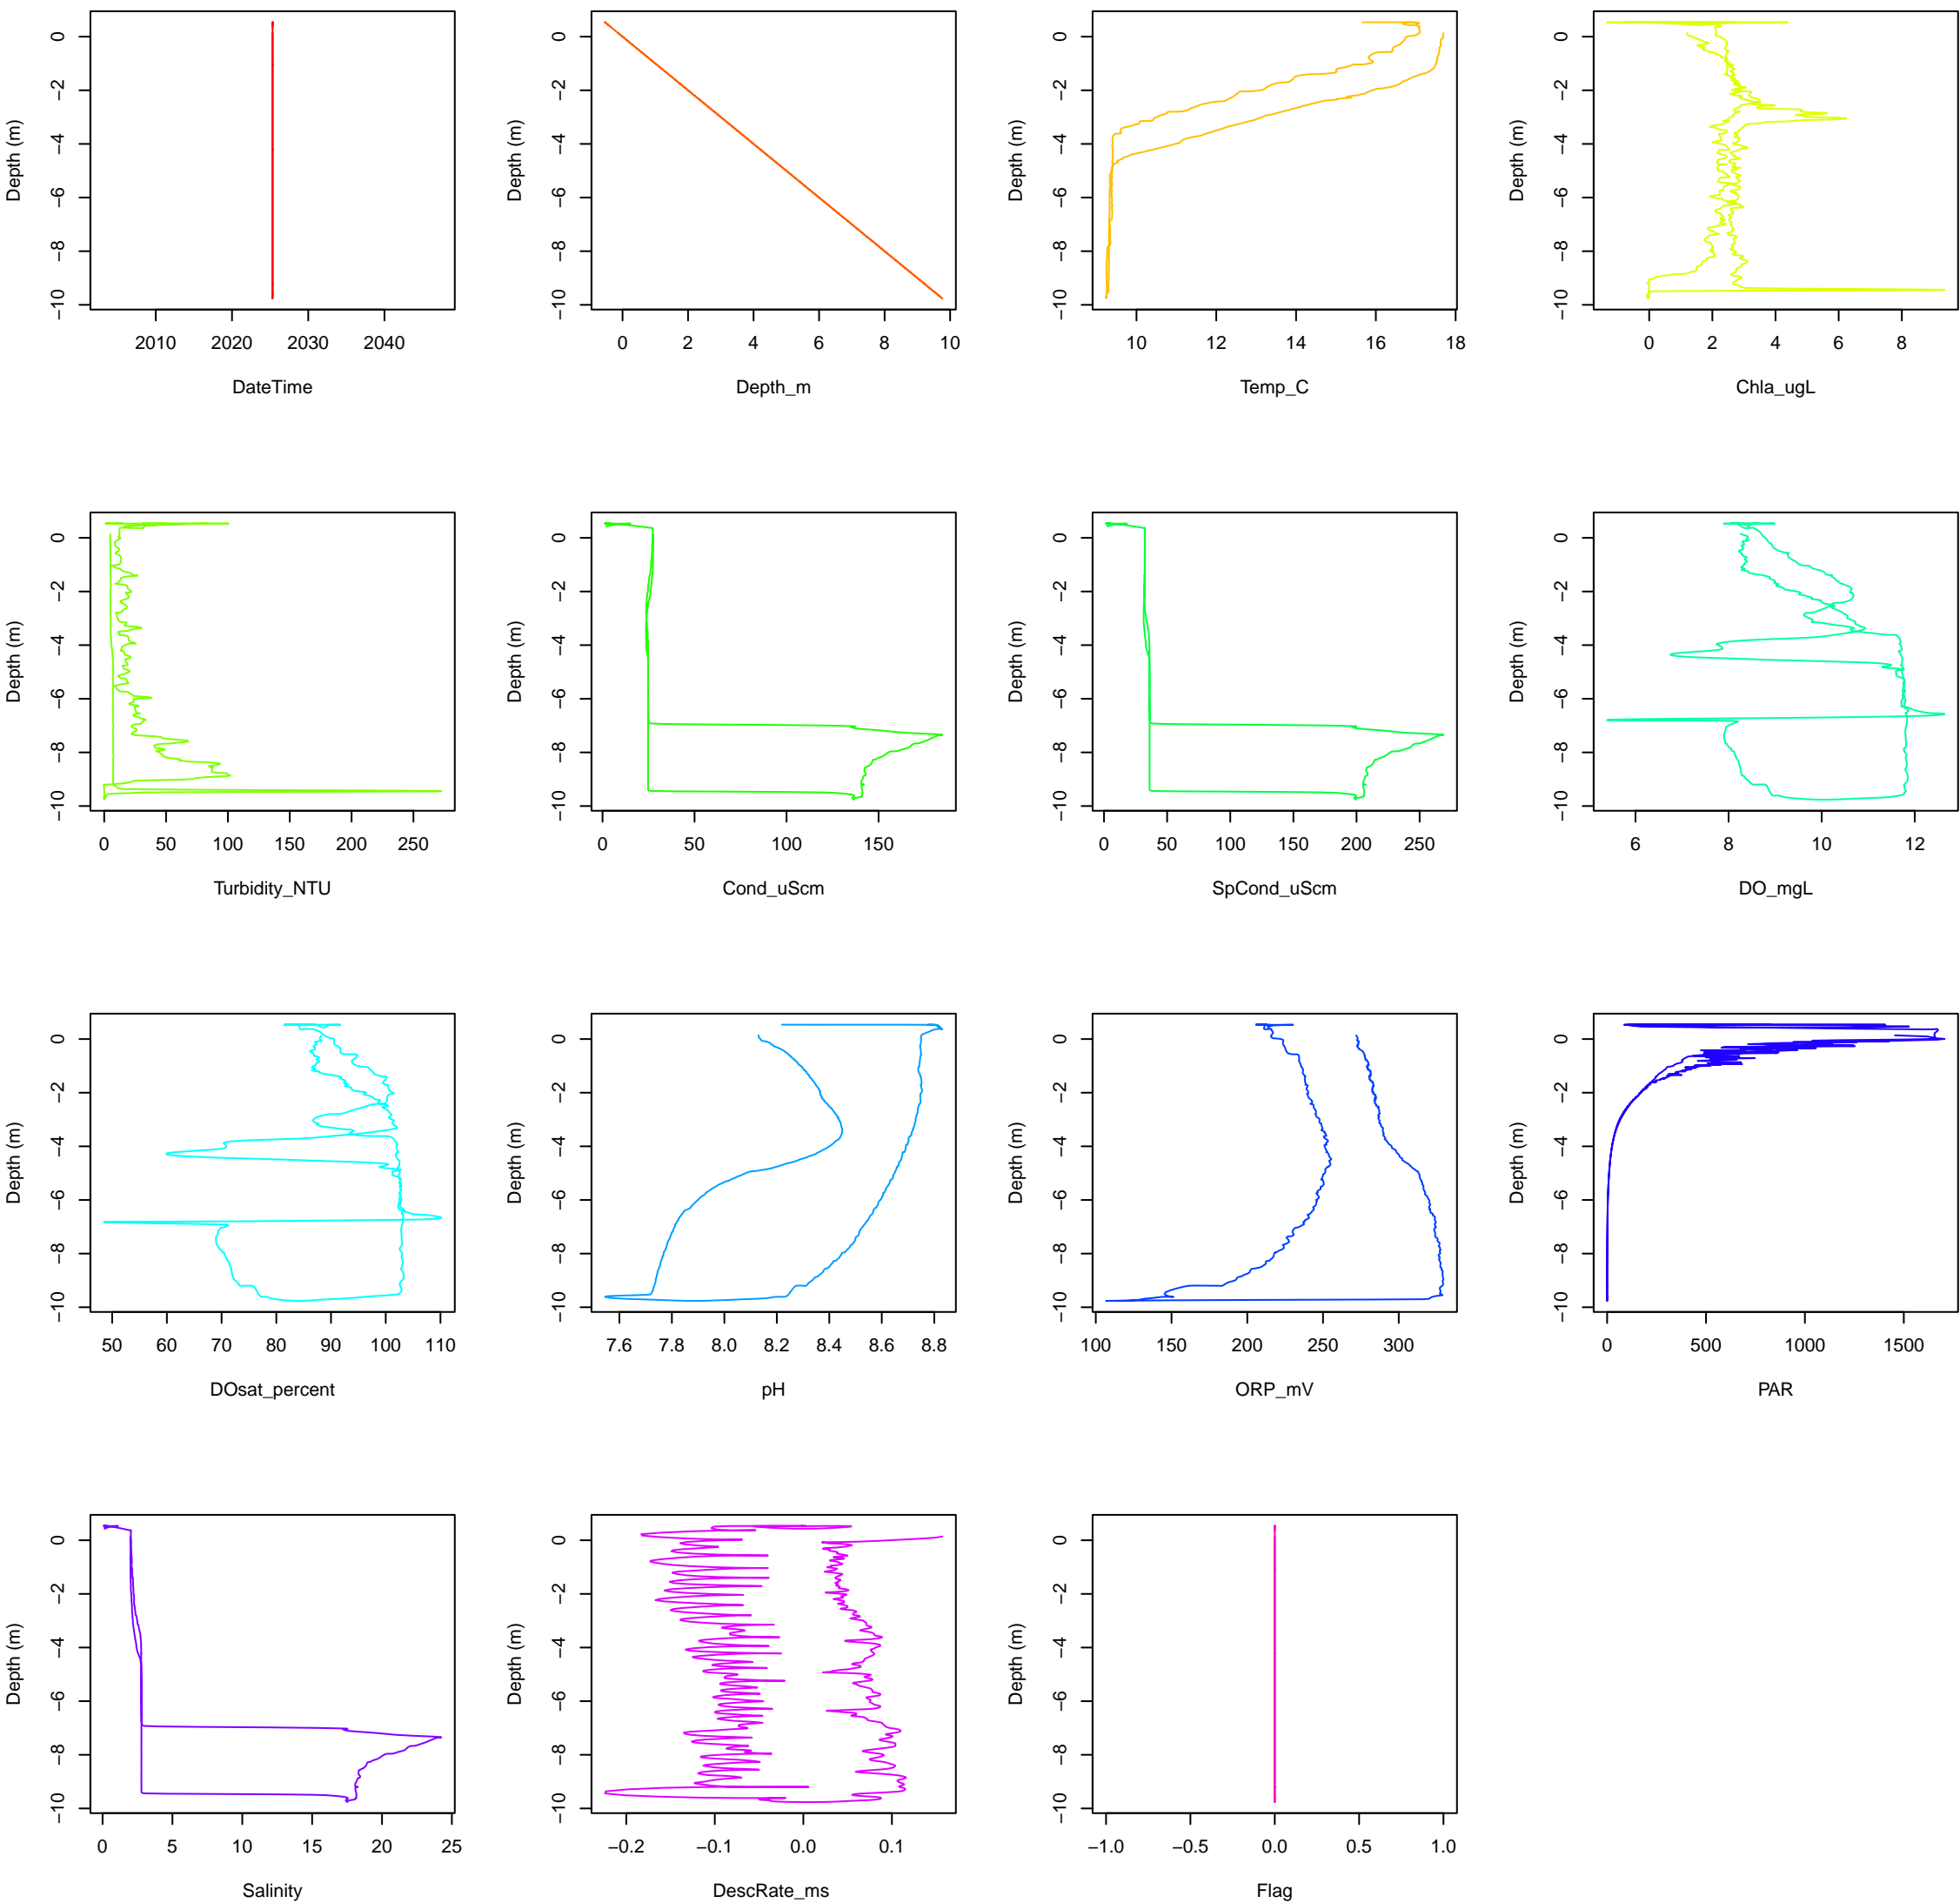 Depth (m)
0
−2
−4
−6
−8
−10
2010 2020 2030 2040
DateTime
Depth (m)
0
−2
−4
−6
−8
−10
0 2 4 6 8 10
Depth_m
Depth (m)
0
−2
−4
−6
−8
−10
10 12 14 16 18
Temp_C
Depth (m)
0
−2
−4
−6
−8
−10
0 2 4 6 8
Chla_ugL
Depth (m)
0
−2
−4
−6
−8
−10
0 50 100 150 200 250
Turbidity_NTU
Depth (m)
0
−2
−4
−6
−8
−10
0 50 100 150
Cond_uScm
Depth (m)
0
−2
−4
−6
−8
−10
0 50 100 150 200 250
SpCond_uScm
Depth (m)
0
−2
−4
−6
−8
−10
6 8 10 12
DO_mgL
Depth (m)
0
−2
−4
−6
−8
−10
50 60 70 80 90 100 110
DOsat_percent
Depth (m)
0
−2
−4
−6
−8
−10
7.6 7.8 8.0 8.2 8.4 8.6 8.8
pH
Depth (m)
0
−2
−4
−6
−8
−10
100 150 200 250 300
ORP_mV
Depth (m)
0
−2
−4
−6
−8
−10
0 500 1000 1500
PAR
Depth (m)
0
−2
−4
−6
−8
−10
0 5 10 15 20 25
Salinity
Depth (m)
0
−2
−4
−6
−8
−10
−0.2 −0.1 0.0 0.1
DescRate_ms
Depth (m)
0
−2
−4
−6
−8
−10
−1.0 −0.5 0.0 0.5 1.0
Flag